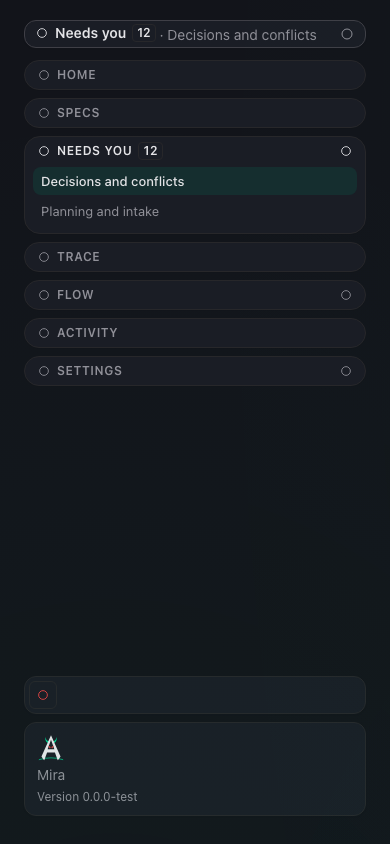 Needs you 12 · Decisions and conflicts
HOME
SPECS
NEEDS YOU 12
Decisions and conflicts
Planning and intake
TRACE
FLOW
ACTIVITY
SETTINGS
Mira
Version 0.0.0-test